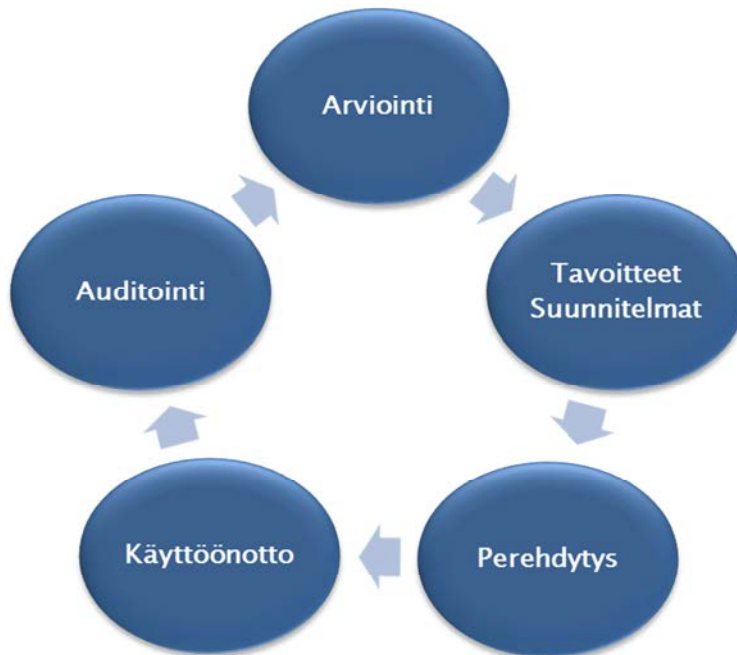 Arviointi
Tavoitteet
Suunnitelmat
Perehdytys
Käyttöönotto
Auditointi